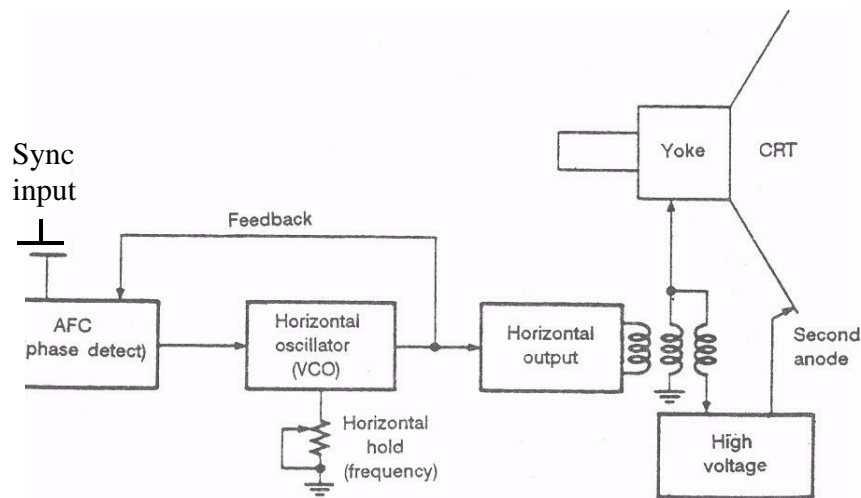 Sync
input
Feedback
AFC
(phase detect)
Horizontal
oscillator
(VCO)
Horizontal
hold
(frequency)
Horizontal
output
Yoke
CRT
Second
anode
High
voltage